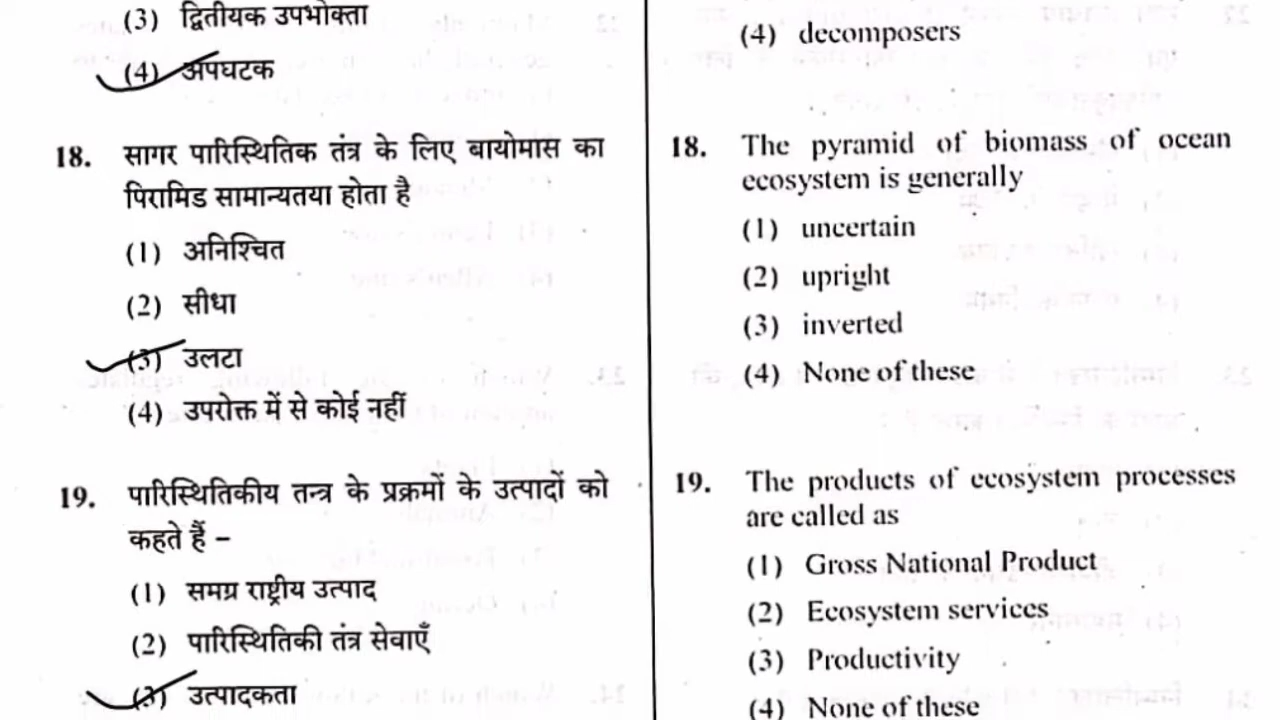 (3) द्वितीयक उपभोक्ता
(4) अपघटक
18. सागर पारिस्थितिक तंत्र के लिए बायोमास का
पिरामिड सामान्यतया होता है
(1) अनिश्चित
(2) सीधा
(3) उलटा
(4) उपरोक्त में से कोई नहीं
19. पारिस्थितिकीय तन्त्र के प्रक्रमों के उत्पादों को
कहते हैं –
(1) समग्र राष्ट्रीय उत्पाद
(2) पारिस्थितिकी तंत्र सेवाएँ
(3) उत्पादकता
(4) decomposers
18. The pyramid of biomass of ocean
ecosystem is generally
(1) uncertain
(2) upright
(3) inverted
(4) None of these
19. The products of ecosystem processes
are called as
(1) Gross National Product
(2) Ecosystem services
(3) Productivity
(4) None of these